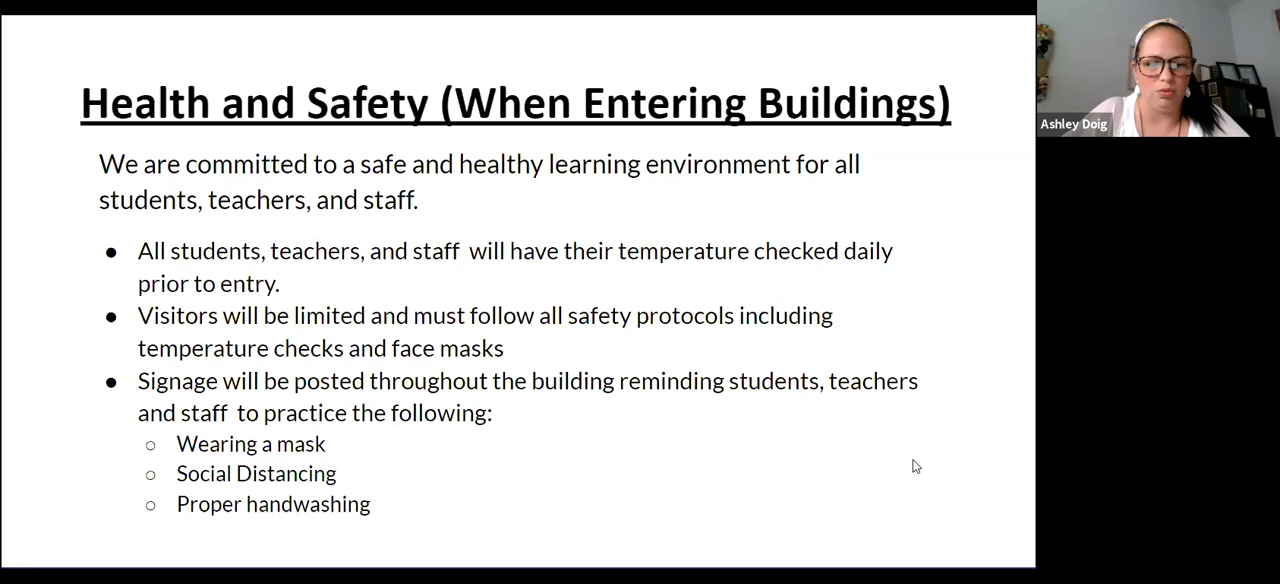 Health and Safety (When Entering Buildings)
We are committed to a safe and healthy learning environment for all
students, teachers, and staff.
● All students, teachers, and staff will have their temperature checked daily
prior to entry.
● Visitors will be limited and must follow all safety protocols including
temperature checks and face masks
● Signage will be posted throughout the building reminding students, teachers
and staff to practice the following:
○ Wearing a mask
○ Social Distancing
○ Proper handwashing
Ashley Doig